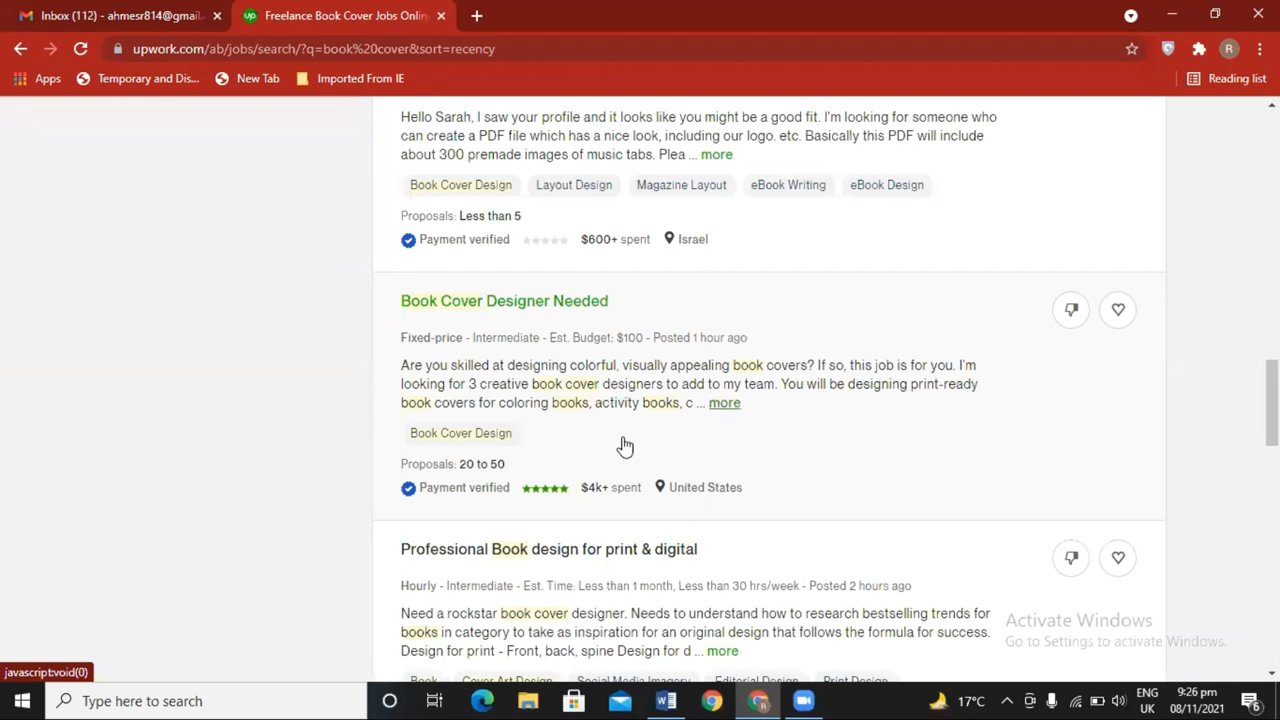 Inbox (112) - ahmesr814@gmail.
Freelance Book Cover Jobs Onlin
upwork.com/ab/jobs/search/?q=book%20cover&sort=recency
R
Apps
Temporary and Dis...
New Tab
Imported From IE
Reading list
Hello Sarah, I saw your profile and it looks like you might be a good fit. I'm looking for someone who
can create a PDF file which has a nice look, including our logo. etc. Basically this PDF will include
about 300 premade images of music tabs. Plea ... more
Book Cover Design Layout Design Magazine Layout eBook Writing eBook Design
Proposals: Less than 5
Payment verified $600+ spent Israel
Book Cover Designer Needed
Fixed-price - Intermediate - Est. Budget: $100 - Posted 1 hour ago
Are you skilled at designing colorful, visually appealing book covers? If so, this job is for you. I'm
looking for 3 creative book cover designers to add to my team. You will be designing print-ready
book covers for coloring books, activity books, c ... more
Book Cover Design
Proposals: 20 to 50
Payment verified $4k+ spent United States
Professional Book design for print & digital
Hourly - Intermediate - Est. Time: Less than 1 month, Less than 30 hrs/week - Posted 2 hours ago
Need a rockstar book cover designer. Needs to understand how to research bestselling trends for
books in category to take as inspiration for an original design that follows the formula for success.
Design for print - Front, back, spine Design for d ... more
Book Cover Art Design Social Media Imagery Editorial Design Print Design
Activate Windows
Go to Settings to activate Windows.
javascript:void(0)
Type here to search
17°C
ENG
UK
9:26 pm
08/11/2021
6